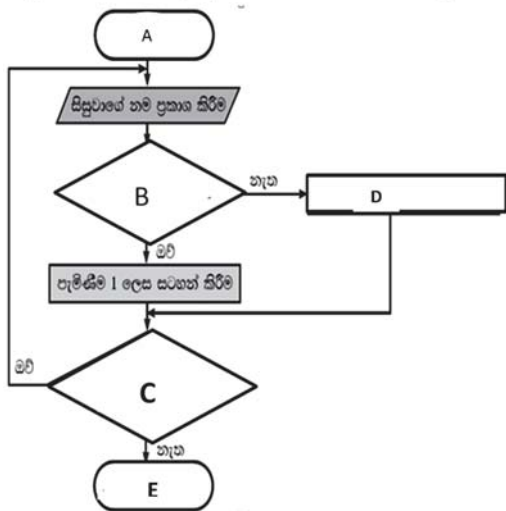 A
සිසුවාගේ නම ප්‍රකාශ කිරීම
B
නැත
D
ඔව්
පැමිණීම 1 ලෙස සටහන් කිරීම
ඔව්
C
නැත
E